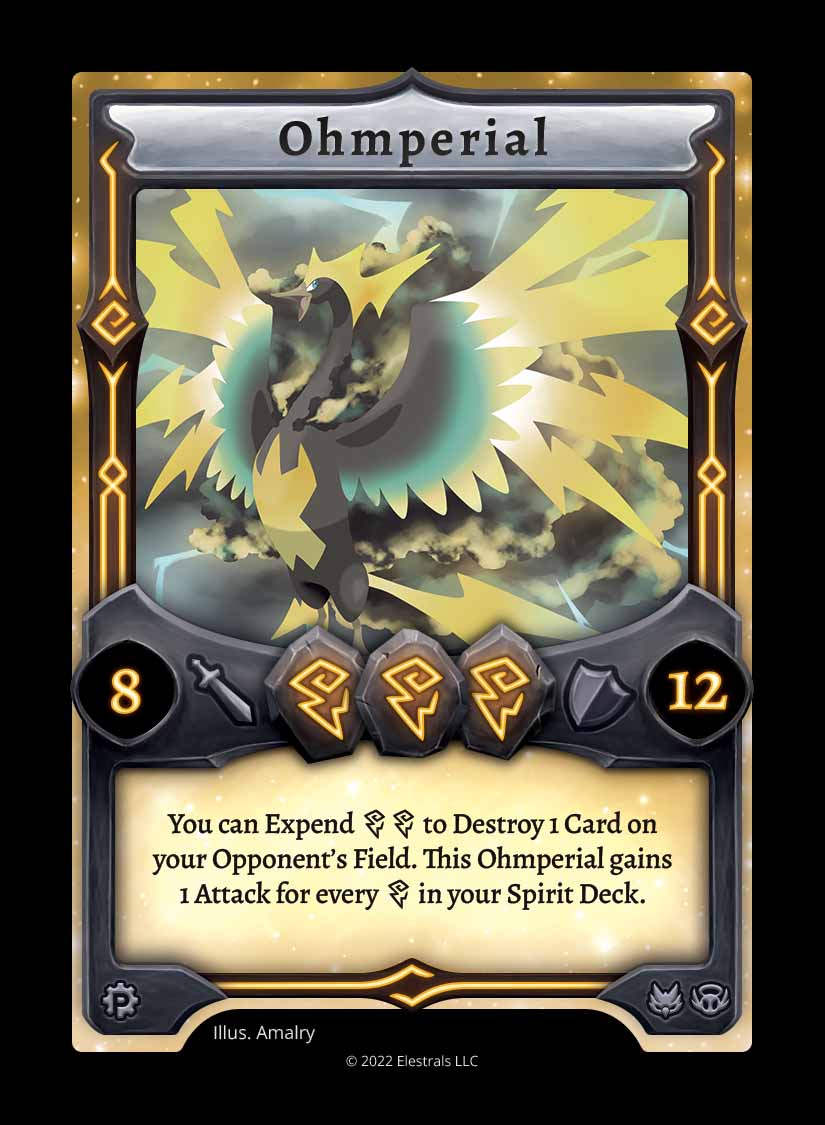 Ohmperial
8
12
You can Expend to Destroy 1 Card on
your Opponent's Field. This Ohmperial gains
1 Attack for every in your Spirit Deck.
P
Illus. Amalry
© 2022 Elestrals LLC